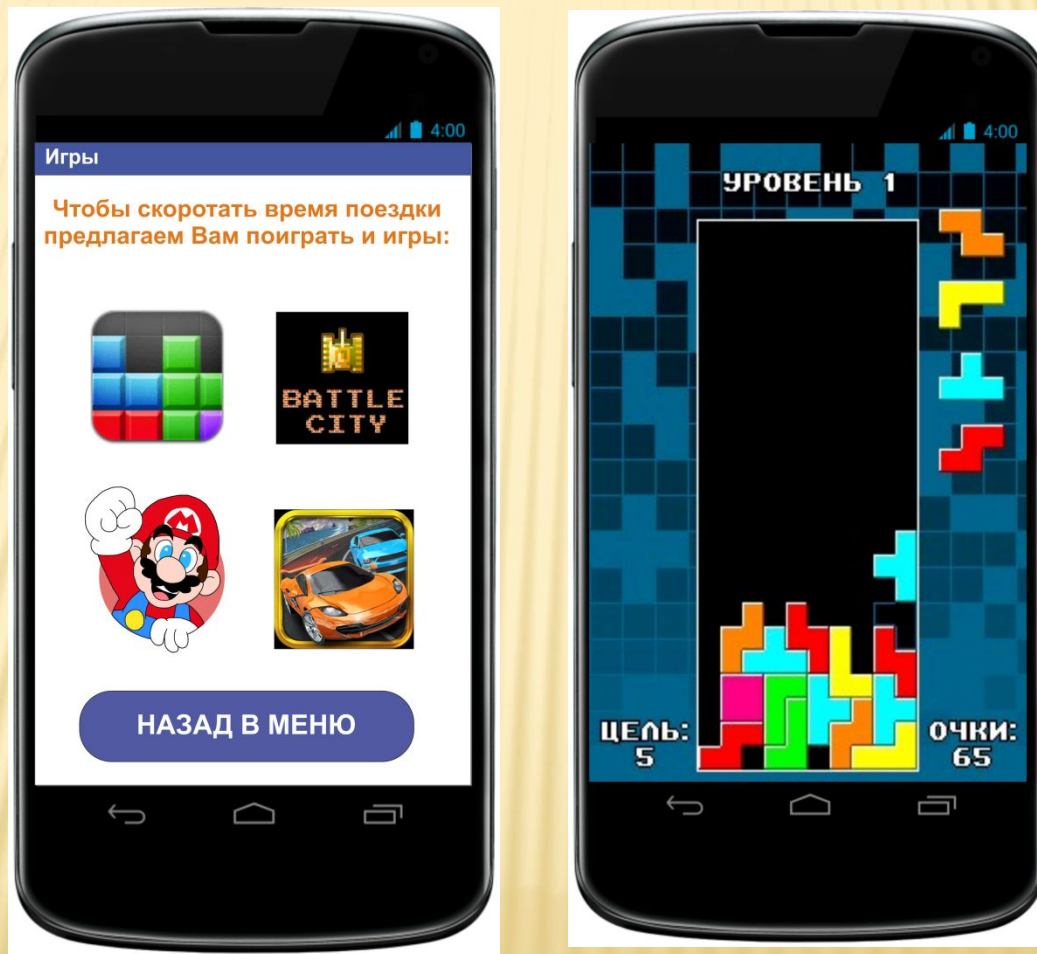 4:00
Игры
Чтобы скоротать время поездки
предлагаем Вам поиграть и игры:
BATTLE
CITY
НАЗАД В МЕНЮ
4:00
УРОВЕНЬ 1
ЦЕЛЬ:
5
ОЧКИ:
65